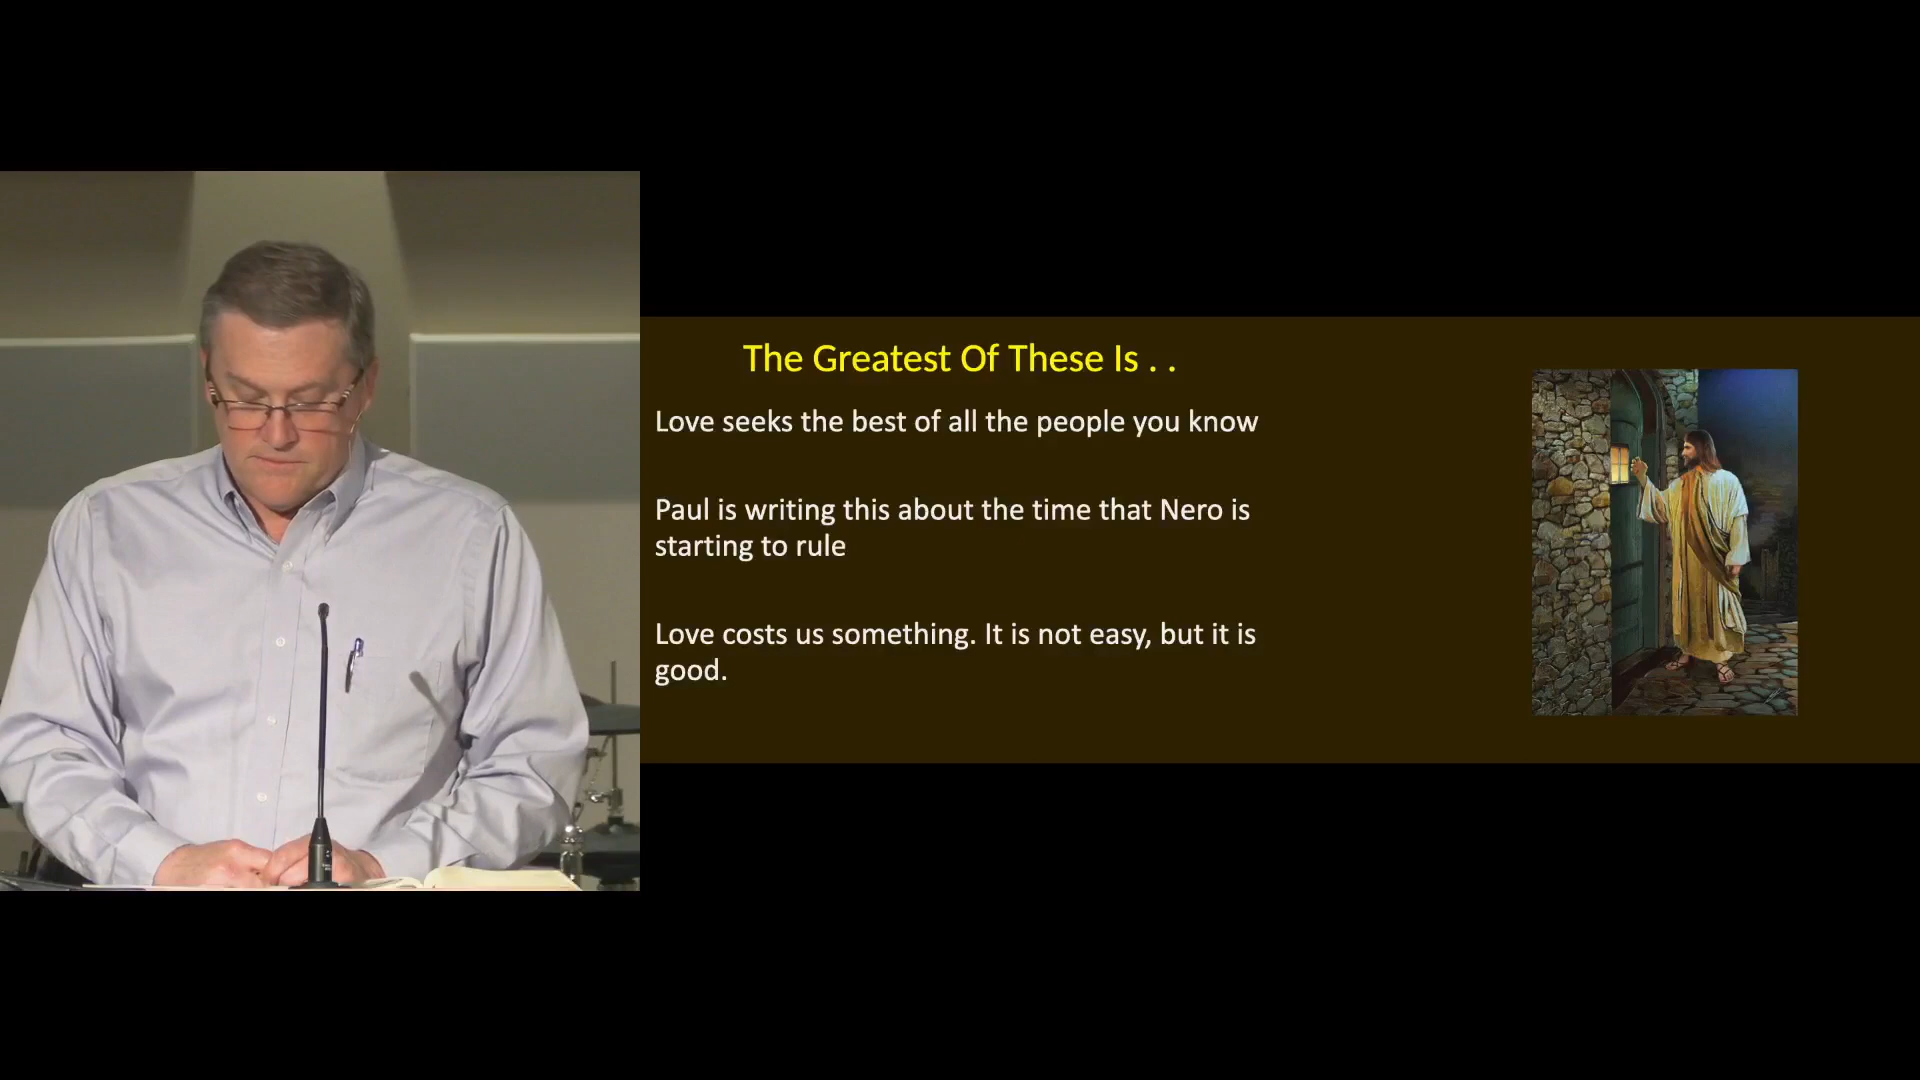 The Greatest Of These Is . .
Love seeks the best of all the people you know
Paul is writing this about the time that Nero is
starting to rule
Love costs us something. It is not easy, but it is
good.